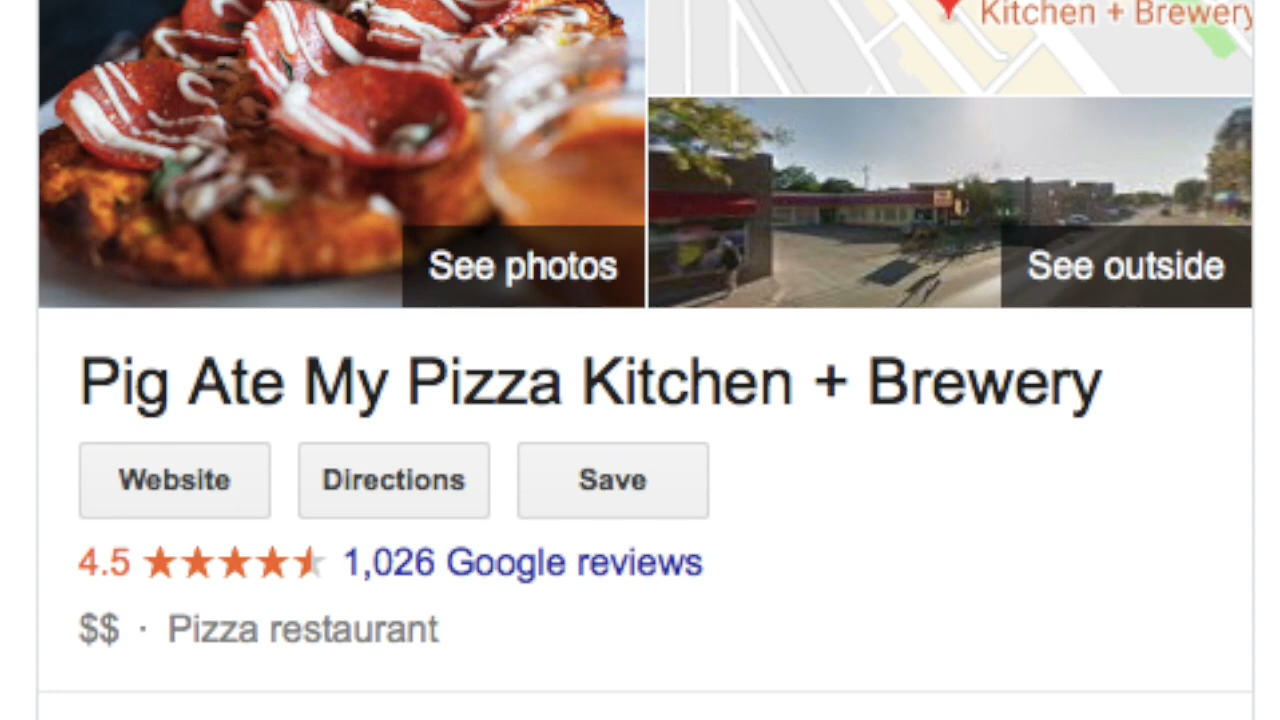 Kitchen + Brewery
See photos
See outside
Pig Ate My Pizza Kitchen + Brewery
Website
Directions
Save
4.5 1,026 Google reviews
$$ · Pizza restaurant